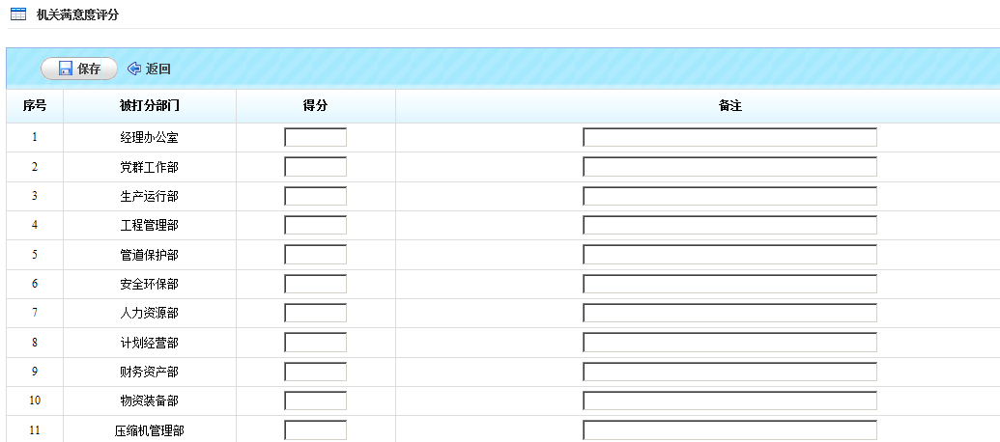 机关满意度评分
保存 返回
序号 被打分部门 得分 备注
1 经理办公室
2 党群工作部
3 生产运行部
4 工程管理部
5 管道保护部
6 安全环保部
7 人力资源部
8 计划经营部
9 财务资产部
10 物资装备部
11 压缩机管理部